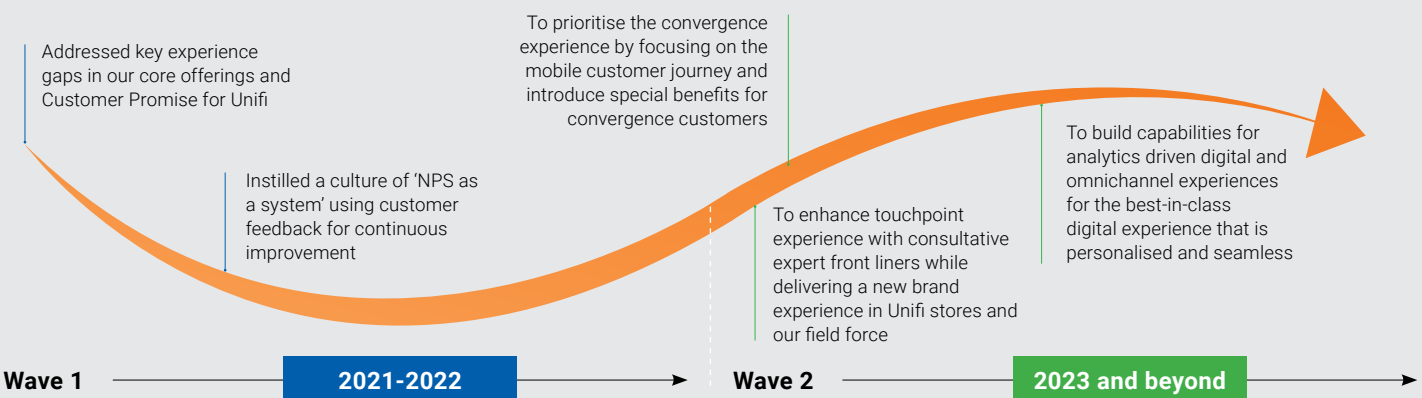 Addressed key experience
gaps in our core offerings and
Customer Promise for Unifi
Instilled a culture of ‘NPS as
a system’ using customer
feedback for continuous
improvement
To prioritise the convergence
experience by focusing on the
mobile customer journey and
introduce special benefits for
convergence customers
To enhance touchpoint
experience with consultative
expert front liners while
delivering a new brand
experience in Unifi stores and
our field force
To build capabilities for
analytics driven digital and
omnichannel experiences
for the best-in-class
digital experience that is
personalised and seamless
Wave 1
2021-2022
Wave 2
2023 and beyond